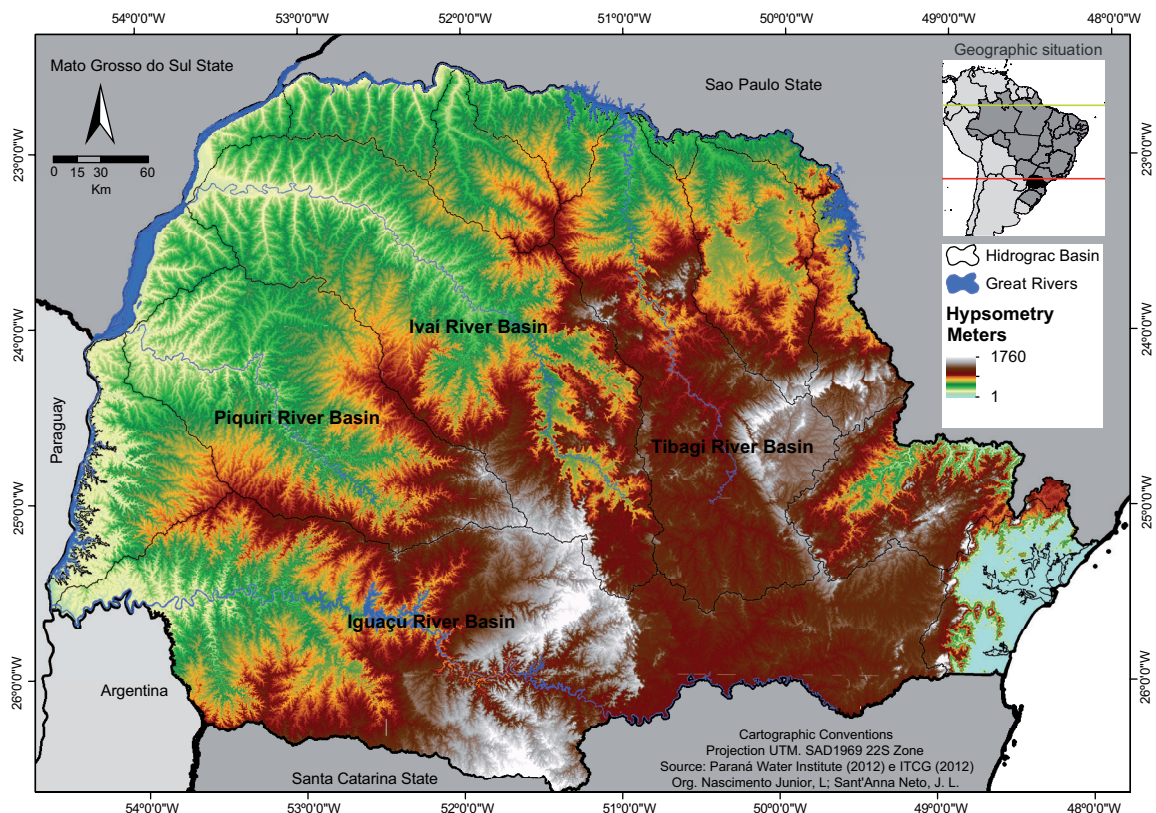 54°0'0"W
53°0'0"W
52°0'0"W
51°0'0"W
50°0'0"W
49°0'0"W
48°0'0"W
Mato Grosso do Sul State
Sao Paulo State
Geographic situation
23°0'0"W
23°0'0"W
0 15 30 60
Km
Hidrograc Basin
Great Rivers
Hypsometry
Meters
1760
1
24°0'0"W
24°0'0"W
Ivaí River Basin
Paraguay
Piquiri River Basin
Tibagi River Basin
25°0'0"W
25°0'0"W
Iguaçu River Basin
26°0'0"W
26°0'0"W
Argentina
Santa Catarina State
Cartographic Conventions
Projection UTM. SAD1969 22S Zone
Source: Paraná Water Institute (2012) e ITCG (2012)
Org. Nascimento Junior, L; Sant'Anna Neto, J. L.
54°0'0"W
53°0'0"W
52°0'0"W
51°0'0"W
50°0'0"W
49°0'0"W
48°0'0"W